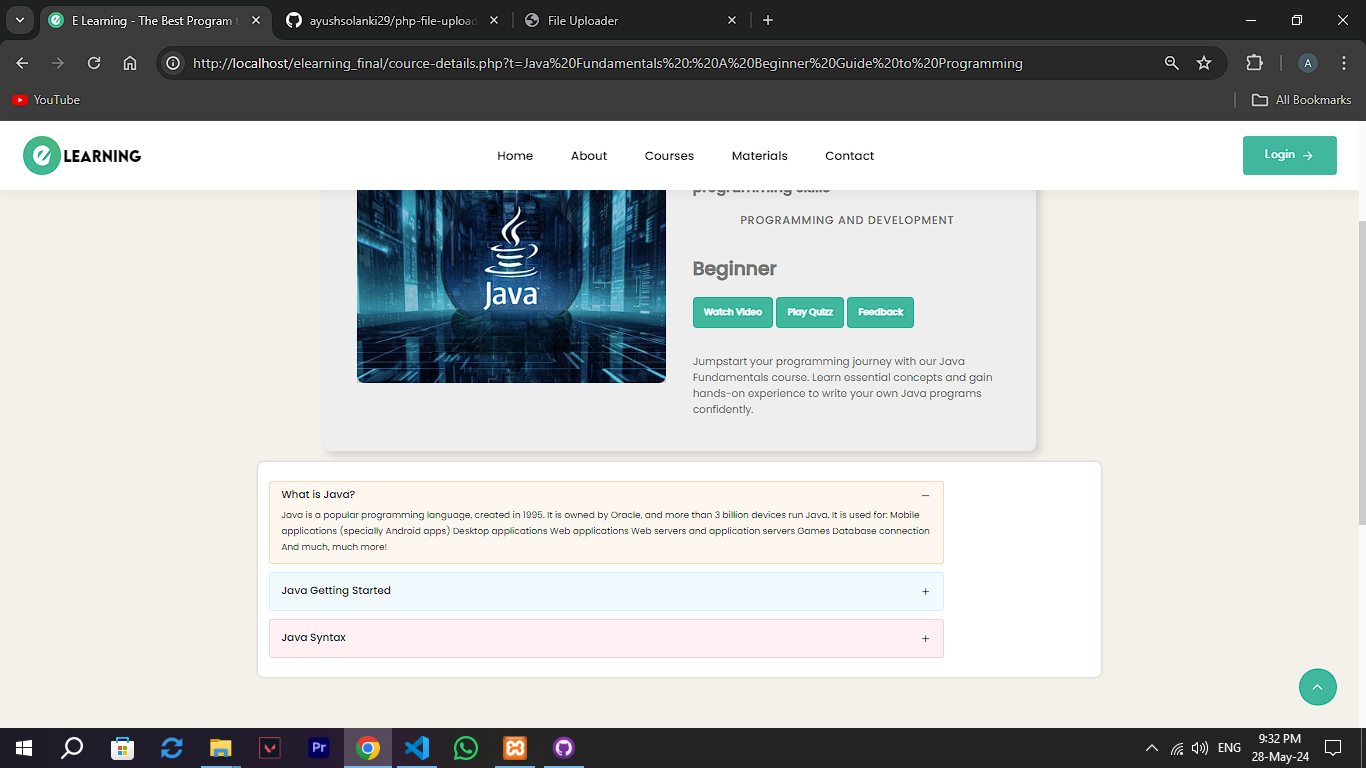 E Learning - The Best Program t
ayushsolanki29/php-file-upload
File Uploader
http://localhost/elearning_final/cource-details.php?t=Java%20Fundamentals%20:%20A%20Beginner%20Guide%20to%20Programming
A
YouTube
All Bookmarks
e LEARNING
Home
About
Courses
Materials
Contact
Login
programming skills
PROGRAMMING AND DEVELOPMENT
Java
Beginner
Watch Video
Play Quizz
Feedback
Jumpstart your programming journey with our Java
Fundamentals course. Learn essential concepts and gain
hands-on experience to write your own Java programs
confidently.
What is Java?
Java is a popular programming language, created in 1995. It is owned by Oracle, and more than 3 billion devices run Java. It is used for: Mobile
applications (specially Android apps) Desktop applications Web applications Web servers and application servers Games Database connection
And much, much more!
Java Getting Started
Java Syntax
Pr
ENG
9:32 PM
28-May-24